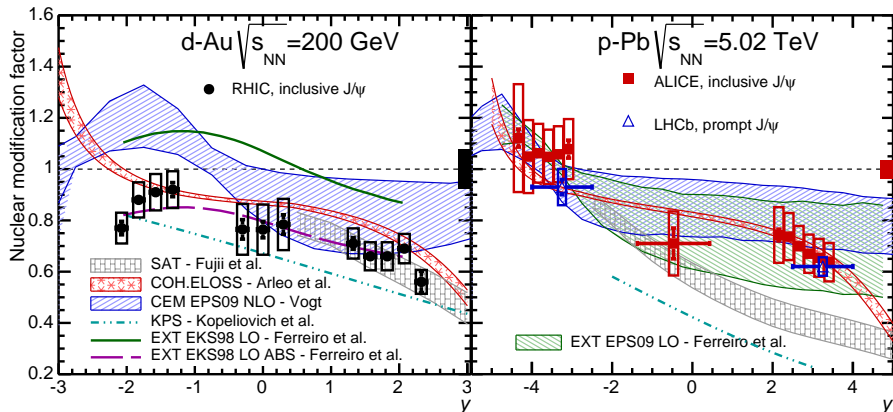 Nuclear modification factor
1.6
1.4
1.2
1
0.8
0.6
0.4
0.2
d-Au √s_NN=200 GeV
RHIC, inclusive J/ψ
SAT - Fujii et al.
COH.ELOSS - Arleo et al.
CEM EPS09 NLO - Vogt
KPS - Kopeliovich et al.
EXT EKS98 LO - Ferreiro et al.
EXT EKS98 LO ABS - Ferreiro et al.
-3 -2 -1 0 1 2 3
y
p-Pb √s_NN=5.02 TeV
ALICE, inclusive J/ψ
LHCb, prompt J/ψ
EXT EPS09 LO - Ferreiro et al.
-4 -2 0 2 4
y